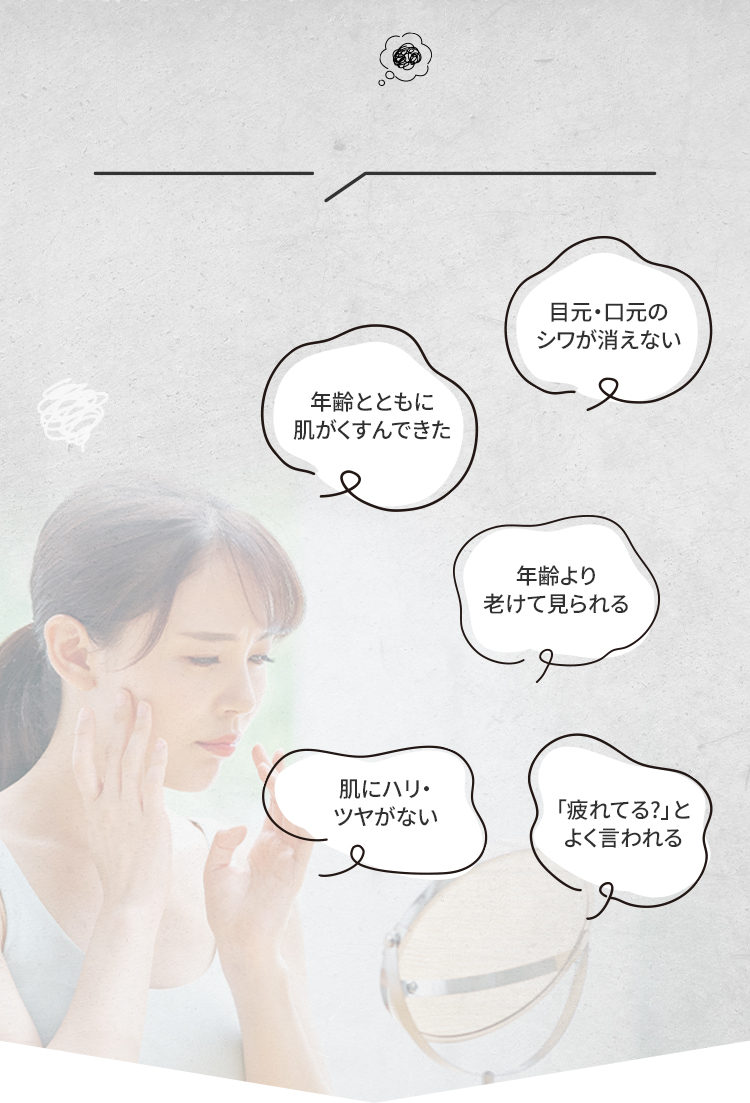 目元・口元の
シワが消えない
年齢とともに
肌がくすんできた
年齢より
老けて見られる
肌にハリ・
ツヤがない
「疲れてる?」と
よく言われる